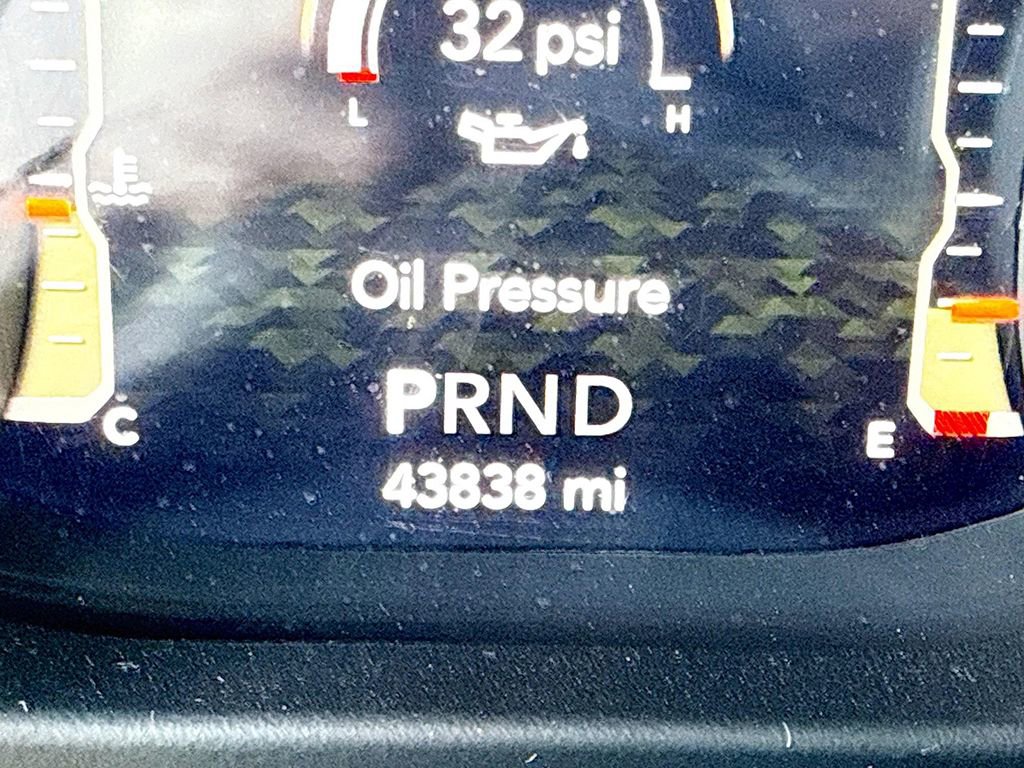 32 psi
L H
Oil Pressure
PRND
C E
43838 mi